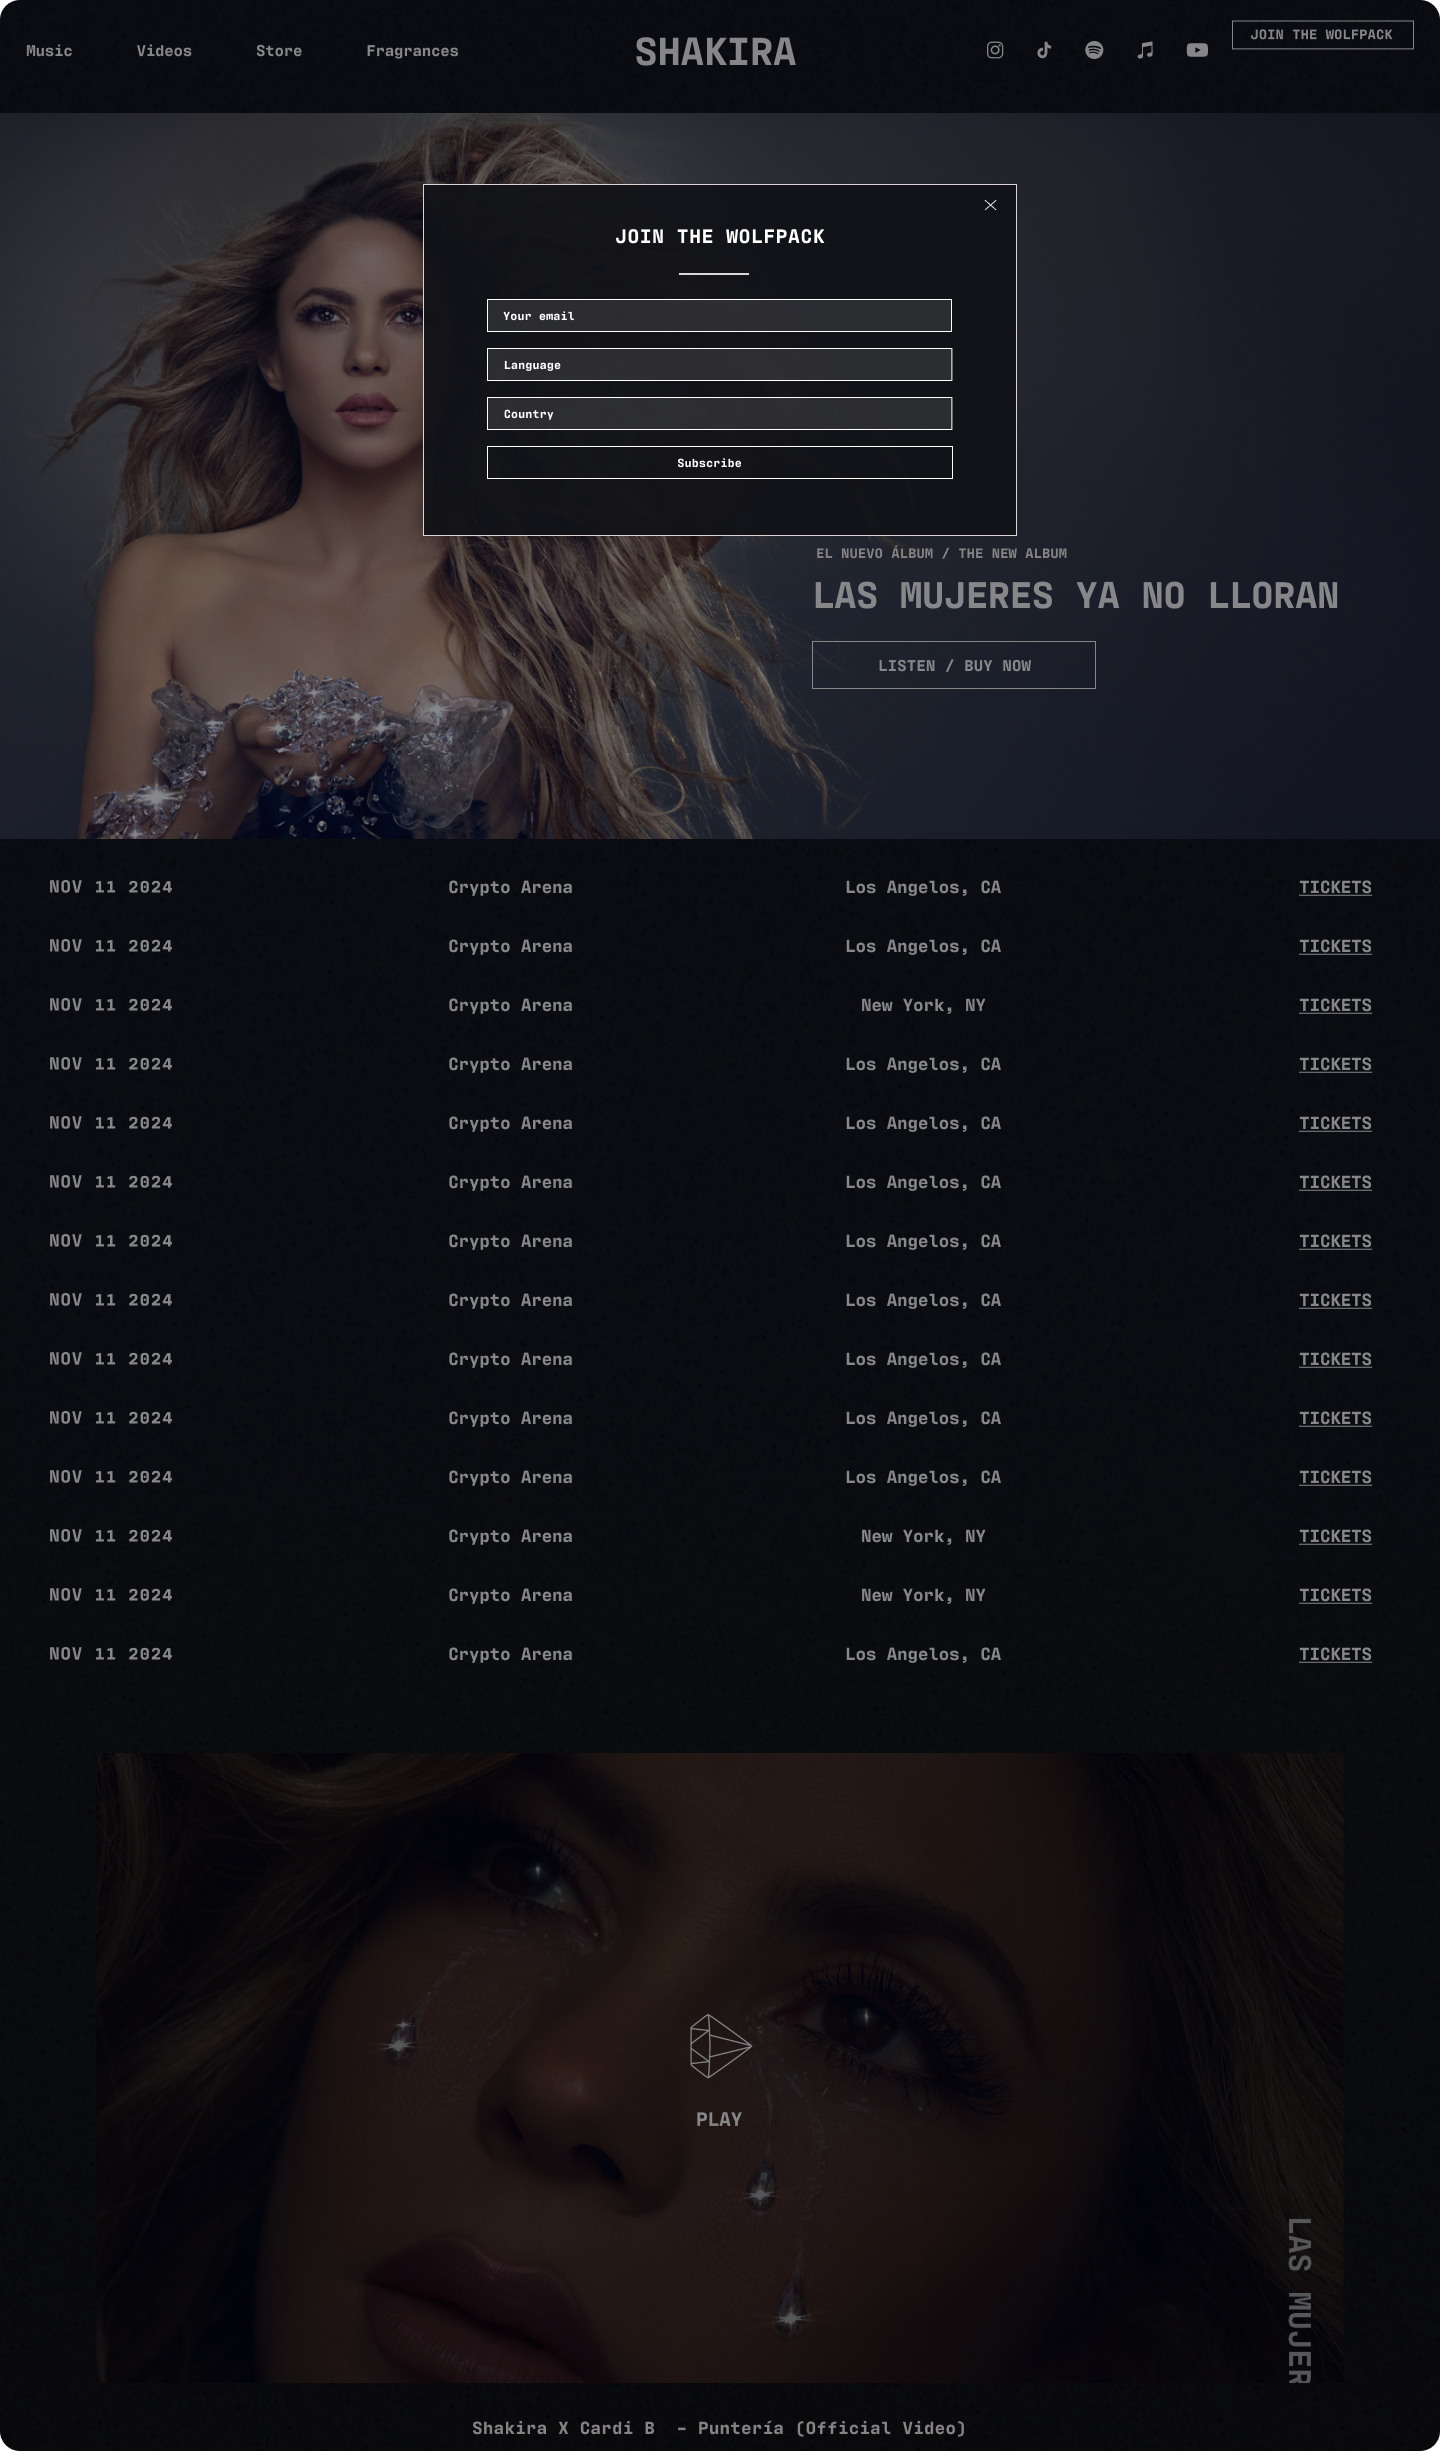 Music Videos Store Fragrances SHAKIRA JOIN THE WOLFPACK
JOIN THE WOLFPACK
Your email
Language
Country
Subscribe
EL NUEVO ÁLBUM / THE NEW ALBUM
LAS MUJERES YA NO LLORAN
LISTEN / BUY NOW
NOV 11 2024 Crypto Arena Los Angelos, CA TICKETS
NOV 11 2024 Crypto Arena Los Angelos, CA TICKETS
NOV 11 2024 Crypto Arena New York, NY TICKETS
NOV 11 2024 Crypto Arena Los Angelos, CA TICKETS
NOV 11 2024 Crypto Arena Los Angelos, CA TICKETS
NOV 11 2024 Crypto Arena Los Angelos, CA TICKETS
NOV 11 2024 Crypto Arena Los Angelos, CA TICKETS
NOV 11 2024 Crypto Arena Los Angelos, CA TICKETS
NOV 11 2024 Crypto Arena Los Angelos, CA TICKETS
NOV 11 2024 Crypto Arena Los Angelos, CA TICKETS
NOV 11 2024 Crypto Arena Los Angelos, CA TICKETS
NOV 11 2024 Crypto Arena New York, NY TICKETS
NOV 11 2024 Crypto Arena New York, NY TICKETS
NOV 11 2024 Crypto Arena Los Angelos, CA TICKETS
PLAY
LAS MUJER
Shakira X Cardi B – Puntería (Official Video)